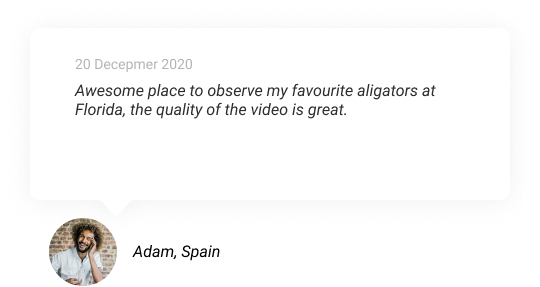 20 Decepmer 2020
Awesome place to observe my favourite aligators at
Florida, the quality of the video is great.
Adam, Spain